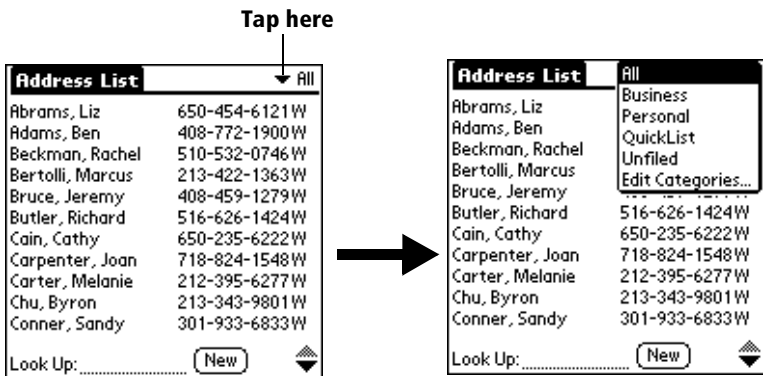 Tap here
Address List All
Abrams, Liz 650-454-6121W
Adams, Ben 408-772-1900W
Beckman, Rachel 510-532-0746W
Bertolli, Marcus 213-422-1363W
Bruce, Jeremy 408-459-1279W
Butler, Richard 516-626-1424W
Cain, Cathy 650-235-6222W
Carpenter, Joan 718-824-1548W
Carter, Melanie 212-395-6277W
Chu, Byron 213-343-9801W
Conner, Sandy 301-933-6833W
Look Up: New
Address List
All
Business
Personal
QuickList
Unfiled
Edit Categories...
Abrams, Liz
Adams, Ben
Beckman, Rachel
Bertolli, Marcus
Bruce, Jeremy
Butler, Richard 516-626-1424W
Cain, Cathy 650-235-6222W
Carpenter, Joan 718-824-1548W
Carter, Melanie 212-395-6277W
Chu, Byron 213-343-9801W
Conner, Sandy 301-933-6833W
Look Up: New